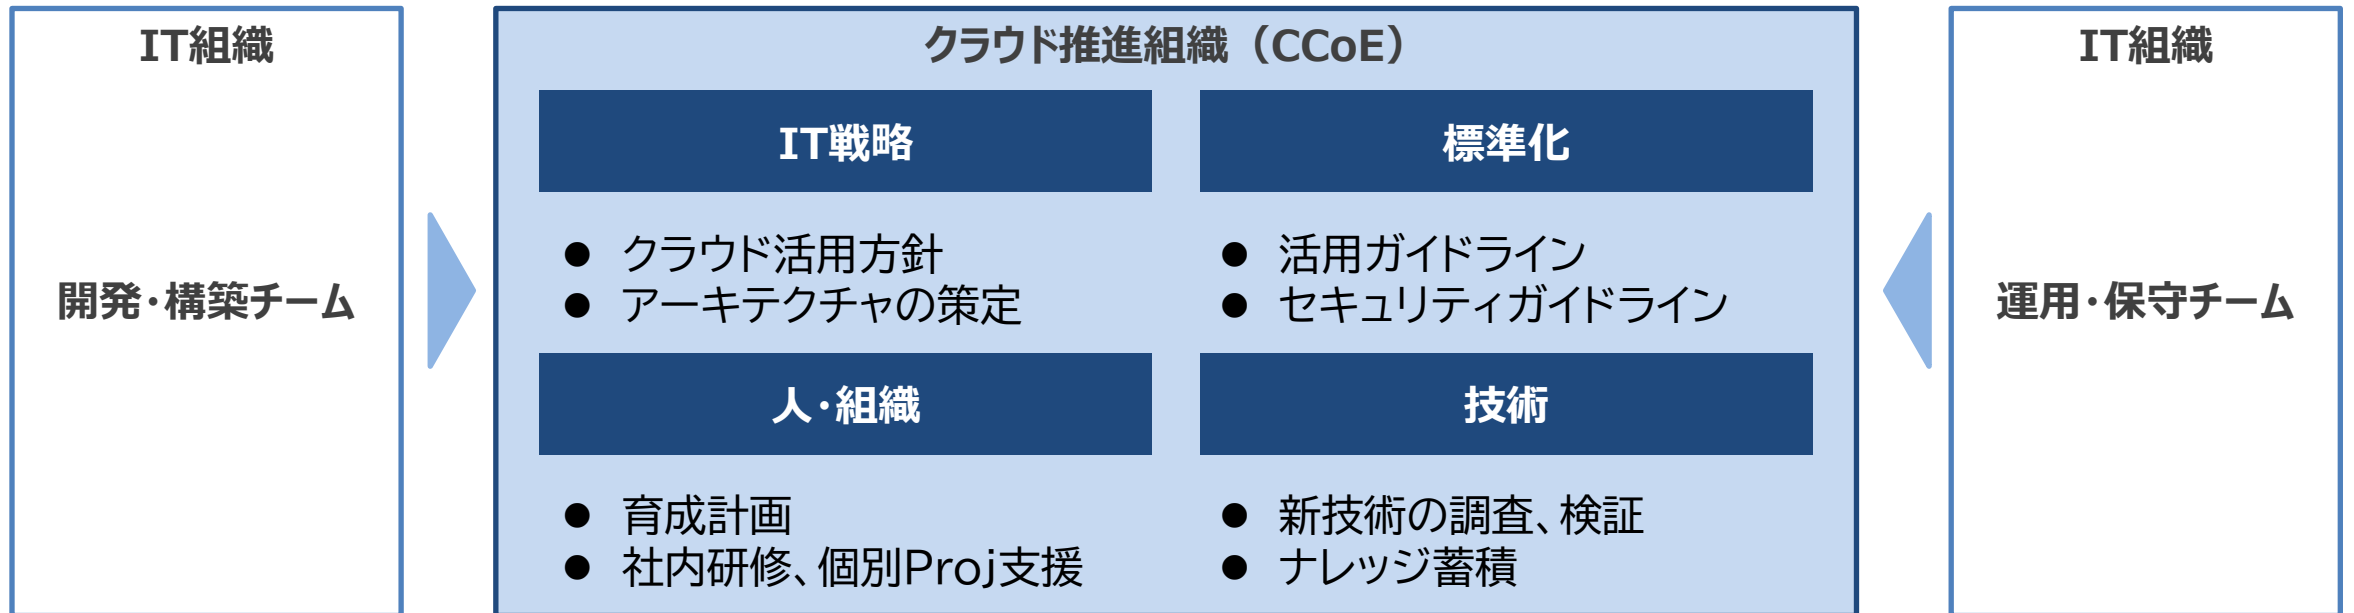 IT組織
開発・構築チーム
クラウド推進組織（CCoE）
IT戦略
● クラウド活用方針
● アーキテクチャの策定
標準化
● 活用ガイドライン
● セキュリティガイドライン
人・組織
● 育成計画
● 社内研修、個別Proj支援
技術
● 新技術の調査、検証
● ナレッジ蓄積
IT組織
運用・保守チーム